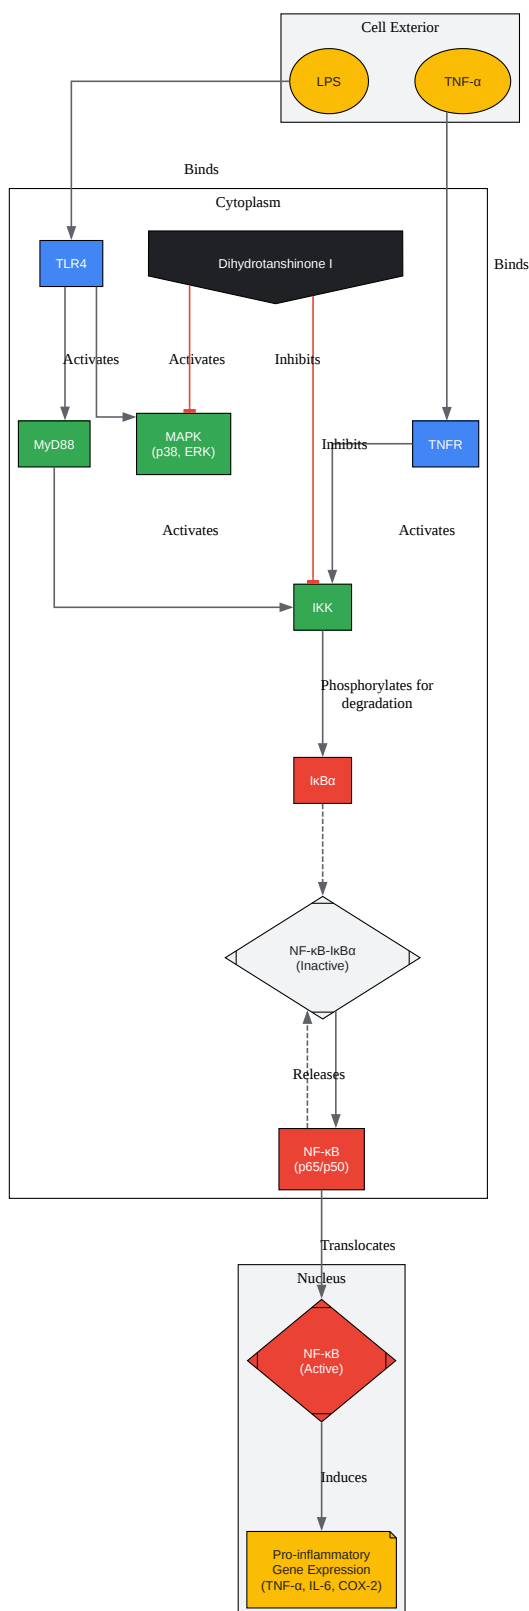 Cell Exterior
LPS
TNF-α
Binds
Cytoplasm
TLR4
Dihydrotanshinone I
Binds
Activates
Activates
Inhibits
MyD88
MAPK
(p38, ERK)
Inhibits
TNFR
Activates
Activates
IKK
Phosphorylates for
degradation
IκBα
NF-κB-IκBα
(Inactive)
Releases
NF-κB
(p65/p50)
Translocates
Nucleus
NF-κB
(Active)
Induces
Pro-inflammatory
Gene Expression
(TNF-α, IL-6, COX-2)